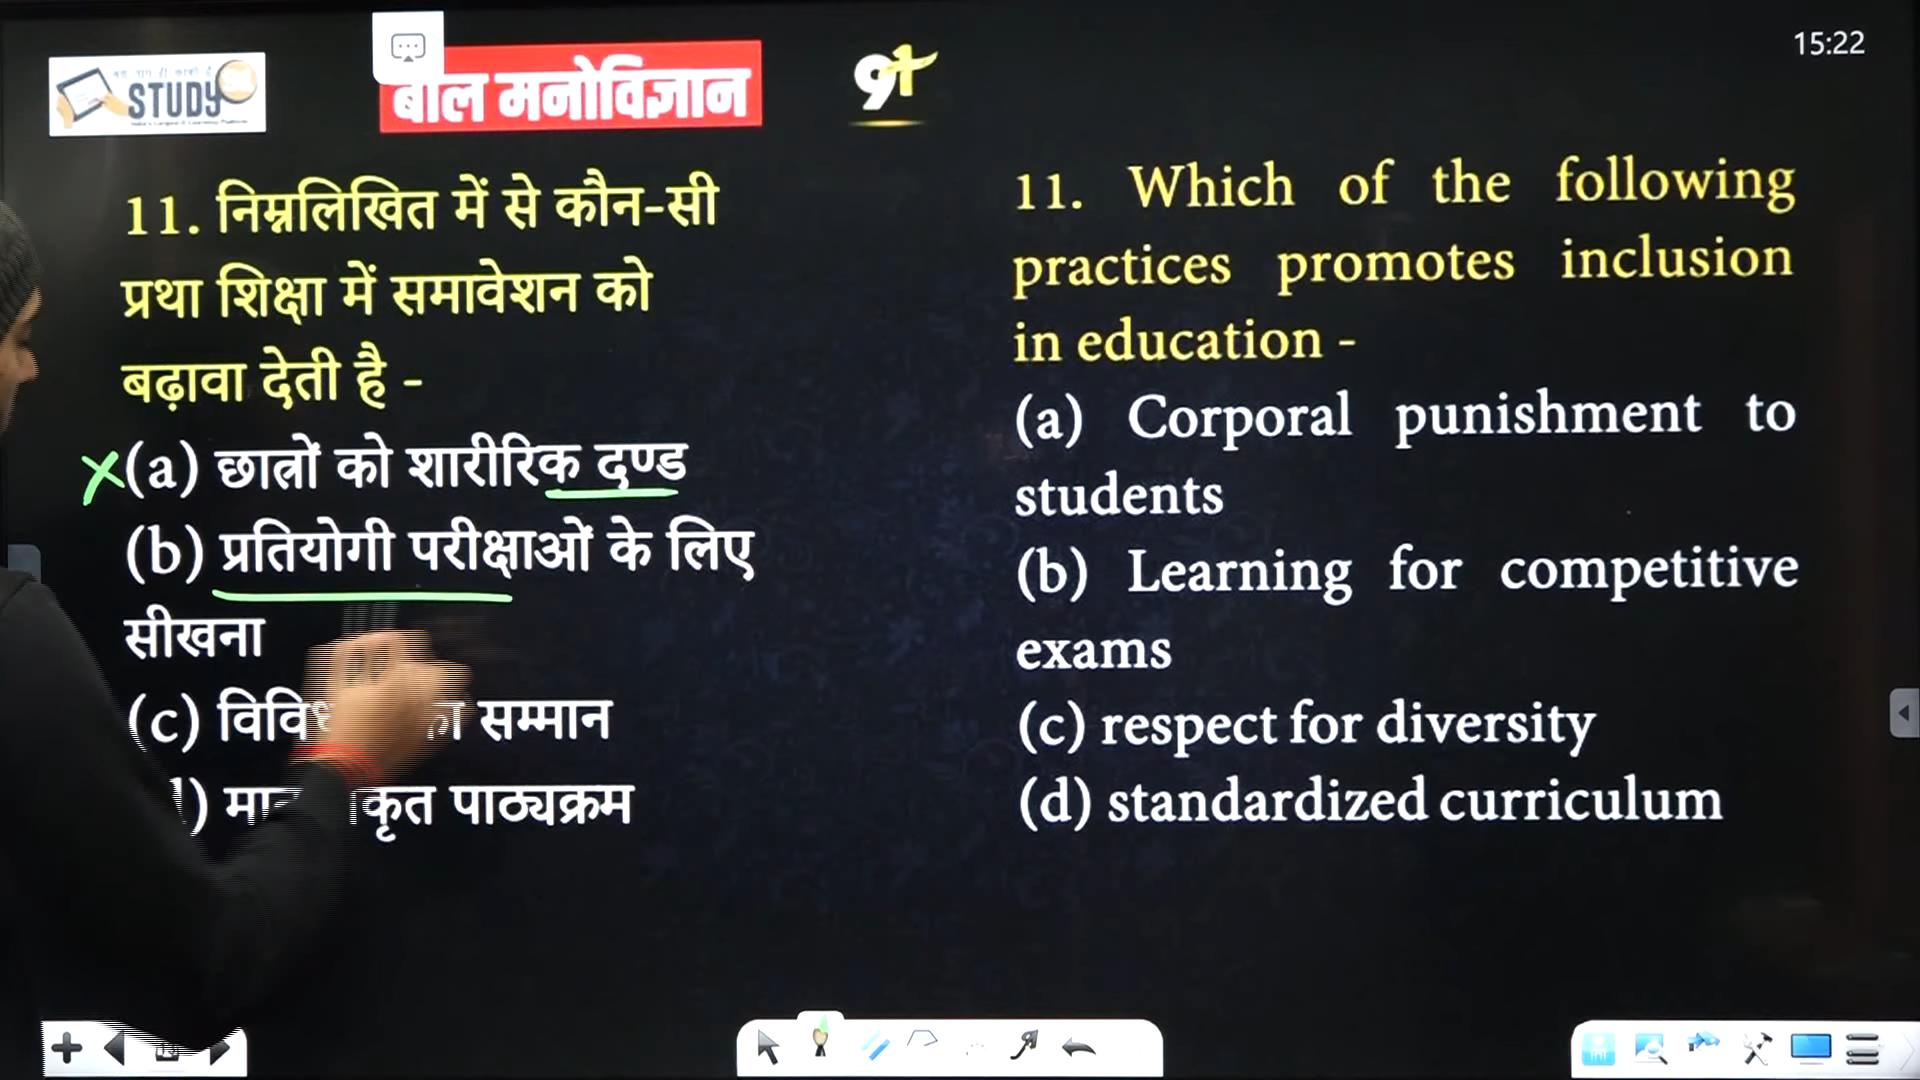 15:22
STUDY
बाल मनोविज्ञान
91
11. निम्नलिखित में से कौन-सी
प्रथा शिक्षा में समावेशन को
बढ़ावा देती है -
(a) छात्रों को शारीरिक दण्ड
(b) प्रतियोगी परीक्षाओं के लिए
सीखना
(c) सम्मान
पाठ्यक्रम
11. Which of the following
practices promotes inclusion
in education -
(a) Corporal punishment to
students
(b) Learning for competitive
exams
(c) respect for diversity
(d) standardized curriculum